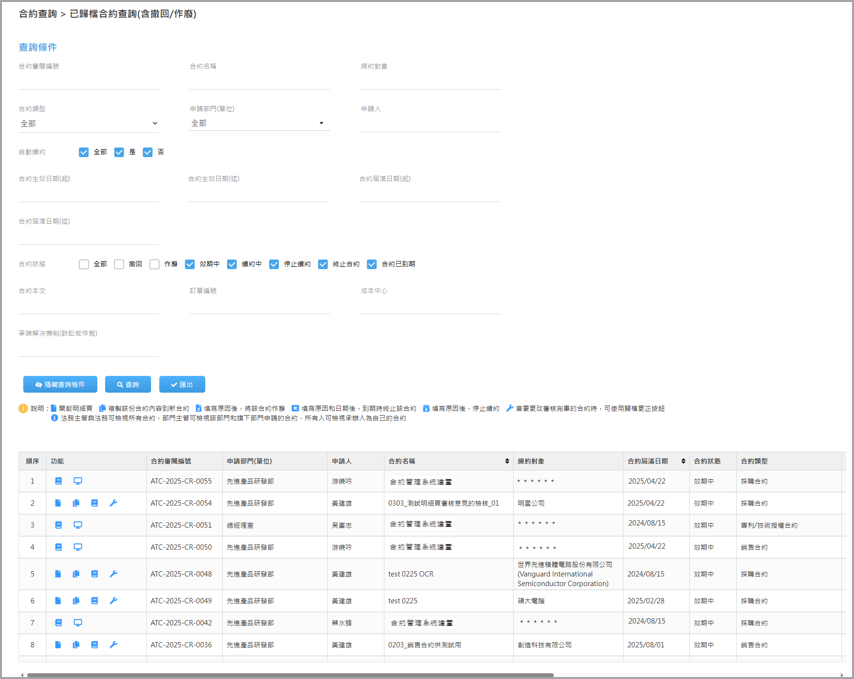 合約查詢 > 已歸檔合約查詢(含撤回/作廢)
查詢條件
合約審閱編號 合約名稱 締約對象
合約類型 申請部門(單位) 申請人
全部 全部
自動續約 全部 是 否
合約生效日期(起) 合約生效日期(迄) 合約屆滿日期(起)
合約屆滿日期(迄)
合約狀態 全部 撤回 作廢 效期中 續約中 停止續約 終止合約 合約已到期
合約本文 訂單編號 成本中心
爭端解決機制(訴訟或仲裁)
隱藏查詢條件 查詢 匯出
說明： 開啟明細頁 複製該份合約內容到新合約 填寫原因後，將該合約作廢 填寫原因和日期後，到期時終止該合約 填寫原因後，停止續約 當要更改審核完畢的合約時，可使用歸檔更正按鈕
法務主管與法務可檢視所有合約，部門主管可檢視該部門和旗下部門申請的合約，所有人可檢視承辦人為自己的合約
順序 功能 合約審閱編號 申請部門(單位) 申請人 合約名稱 締約對象 合約屆滿日期 合約狀態 合約類型
1 ATC-2025-CR-0055 先進產品研發部 游曉吟 合約管理系統建置 * * * * * * 2025/04/22 效期中 採購合約
2 ATC-2025-CR-0054 先進產品研發部 黃建雄 0303_測試明細頁審核意見的檢核_01 明星公司 2025/04/22 效期中 採購合約
3 ATC-2025-CR-0051 總經理室 吳嘉忠 合約管理系統建置 * * * * * * 2024/08/15 效期中 專利/技術授權合約
4 ATC-2025-CR-0050 先進產品研發部 游曉吟 合約管理系統建置 * * * * * * 2025/04/22 效期中 銷售合約
5 ATC-2025-CR-0048 先進產品研發部 黃建雄 test 0225 OCR 世界先進積體電路股份有限公司 (Vanguard International Semiconductor Corporation) 2024/08/15 效期中 採購合約
6 ATC-2025-CR-0049 先進產品研發部 黃建雄 test 0225 碩大電腦 2025/02/28 效期中 採購合約
7 ATC-2025-CR-0042 先進產品研發部 蘇水鋒 合約管理系統建置 * * * * * * 2024/08/15 效期中 採購合約
8 ATC-2025-CR-0036 先進產品研發部 黃建雄 0203_銷售合約供測試用 創造科技有限公司 2025/08/01 效期中 銷售合約